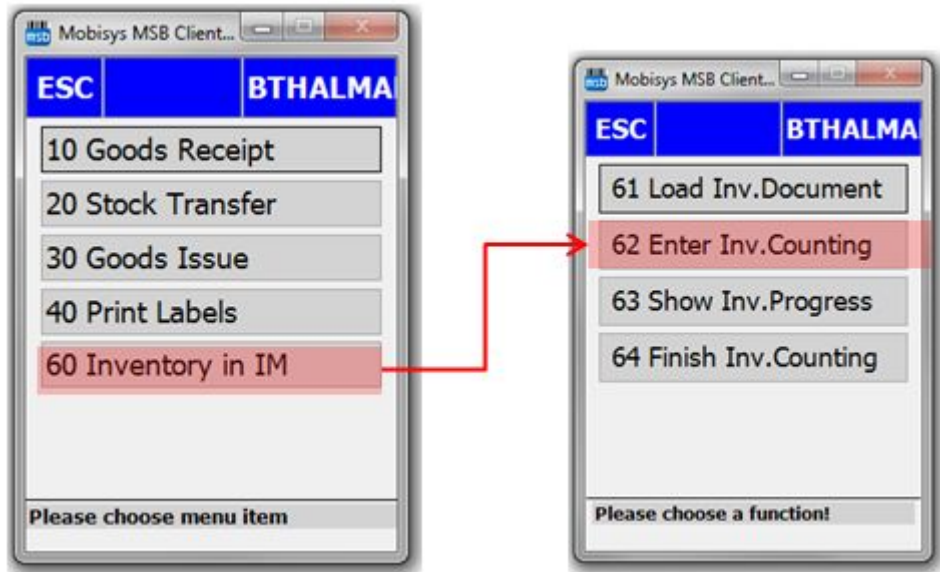 Mobisys MSB Client...
ESC BTHALMA
10 Goods Receipt
20 Stock Transfer
30 Goods Issue
40 Print Labels
60 Inventory in IM
Please choose menu item
Mobisys MSB Client...
ESC BTHALMA
61 Load Inv.Document
62 Enter Inv.Counting
63 Show Inv.Progress
64 Finish Inv.Counting
Please choose a function!